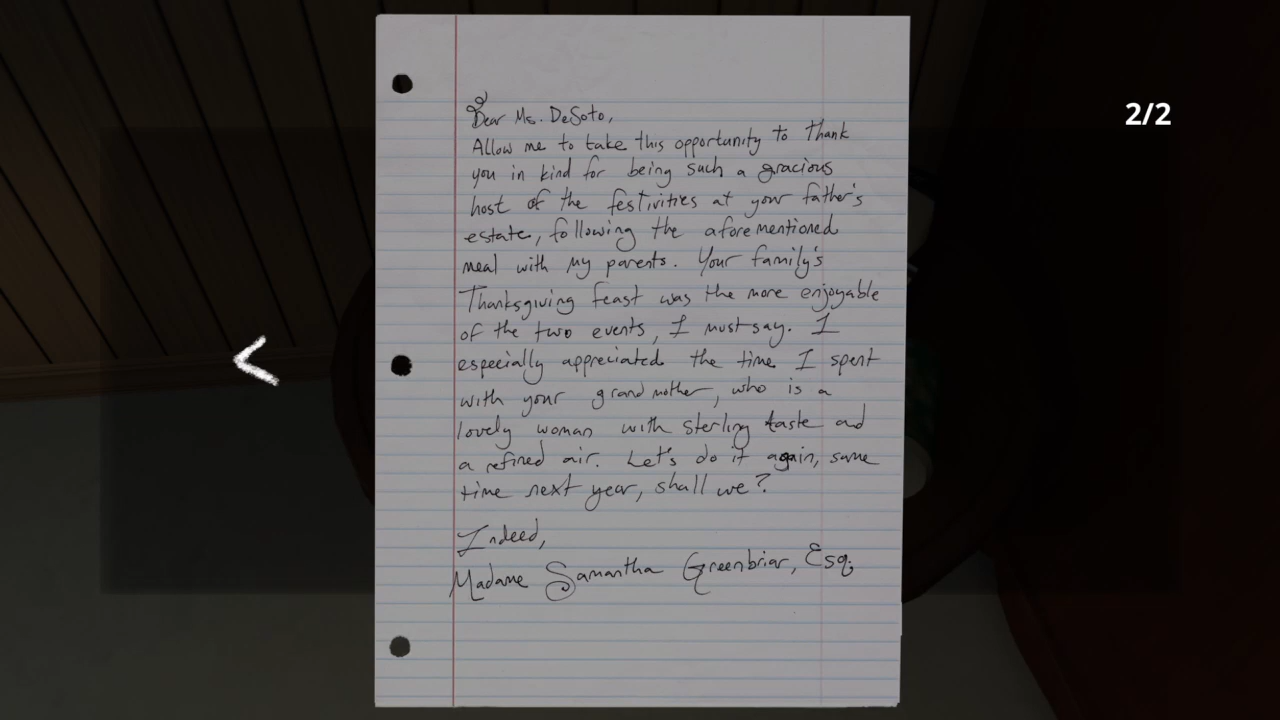 2/2
Dear Ms. DeSoto,
Allow me to take this opportunity to thank
you in kind for being such a gracious
host of the festivities at your father's
estate, following the aforementioned
meal with my parents. Your family's
Thanksgiving feast was the more enjoyable
of the two events, I must say. I
especially appreciated the time I spent
with your grandmother, who is a
lovely woman with sterling taste and
a refined air. Let's do it again, same
time next year, shall we?
Indeed,
Madame Samantha Greenbriar, Esq.